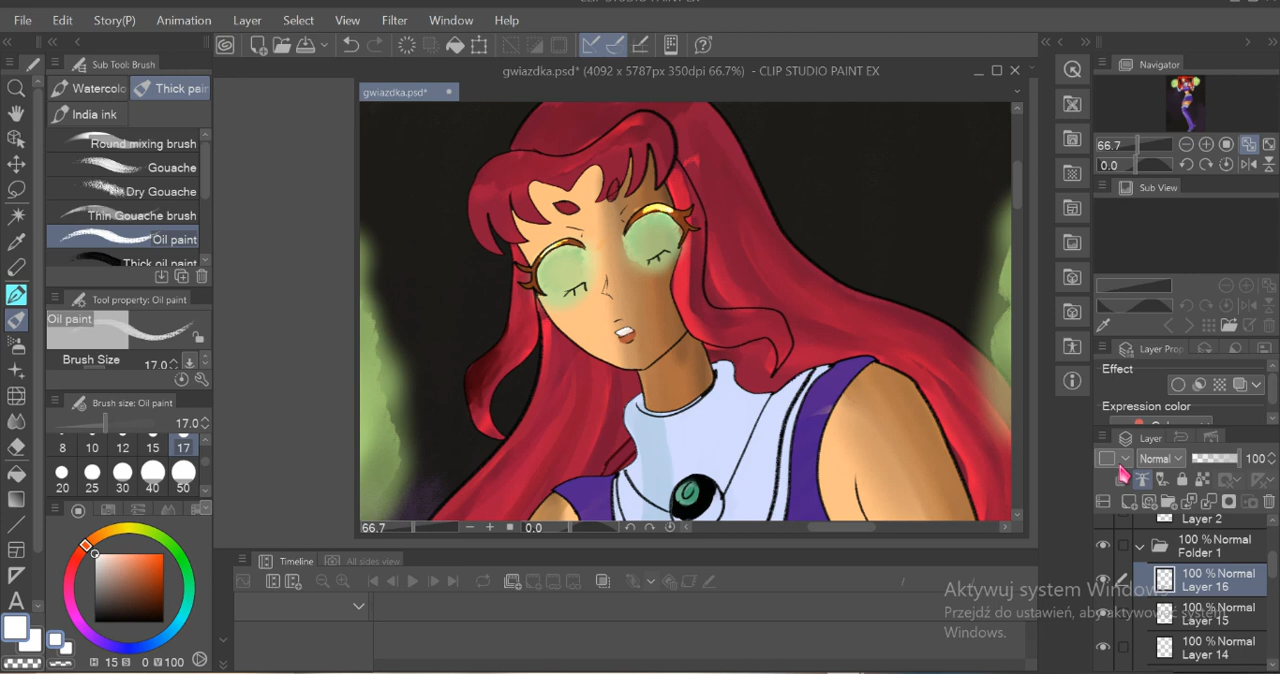 CLIP STUDIO PAINT EX
File Edit Story(P) Animation Layer Select View Filter Window Help
Sub Tool: Brush
Watercolo Thick pain
India ink
Round mixing brush
Gouache
Dry Gouache
Thin Gouache brush
Oil paint
Thick oil paint
Tool property: Oil paint
Oil paint
Brush Size 17.0
Brush size: Oil paint
17.0
8 10 12 15 17
20 25 30 40 50
H 15 S 0 V 100
gwiazdka.psd* (4092 x 5787px 350dpi 66.7%) - CLIP STUDIO PAINT EX
gwiazdka.psd*
66.7 0.0
Timeline All sides view
Navigator
66.7
0.0
Sub View
Layer Prop
Effect
Expression color
Layer
Normal 100
Layer 2
100 % Normal
Folder 1
100 % Normal
Layer 16
100 % Normal
Layer 15
100 % Normal
Layer 14
Aktywuj system Windows
Przejdź do ustawień, aby aktywować system
Windows.